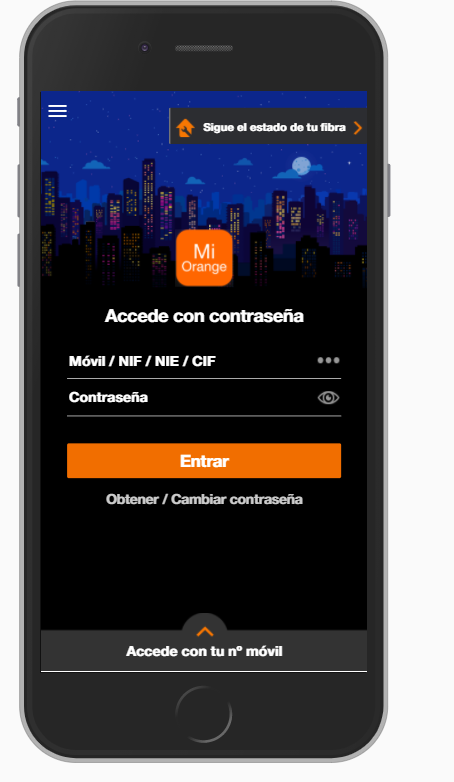 Sigue el estado de tu fibra
Mi
Orange
Accede con contraseña
Móvil / NIF / NIE / CIF
Contraseña
Entrar
Obtener / Cambiar contraseña
Accede con tu nº móvil